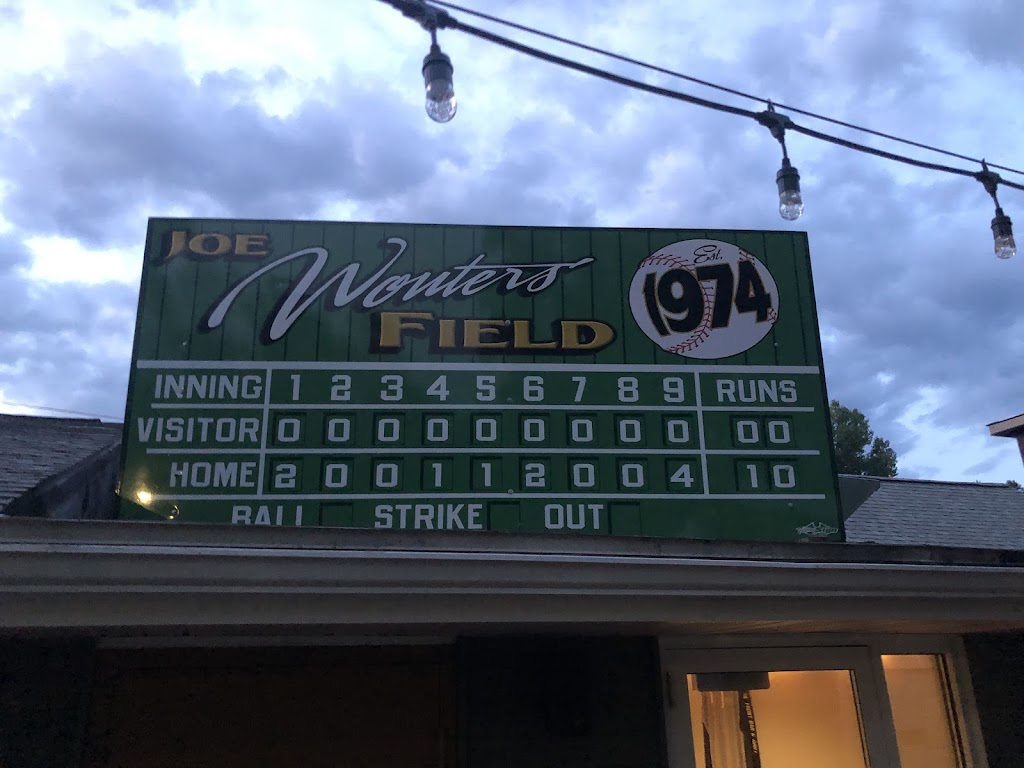 JOE
Wouters
FIELD
Est.
1974
INNING 1 2 3 4 5 6 7 8 9 RUNS
VISITOR 0 0 0 0 0 0 0 0 0 00
HOME 2 0 0 1 1 2 0 0 4 10
BALL STRIKE OUT